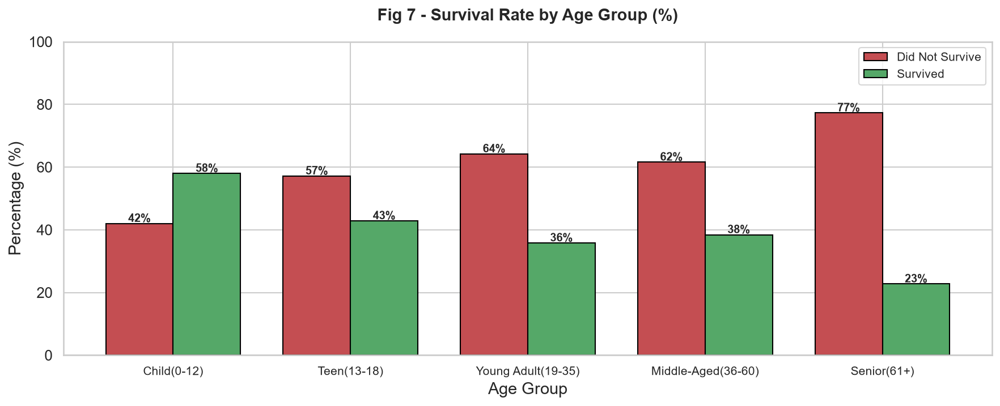 Fig 7 - Survival Rate by Age Group (%)
Did Not Survive
Survived
Percentage (%)
100
80
60
40
20
0
42%
58%
57%
43%
64%
36%
62%
38%
77%
23%
Child(0-12)
Teen(13-18)
Young Adult(19-35)
Middle-Aged(36-60)
Senior(61+)
Age Group